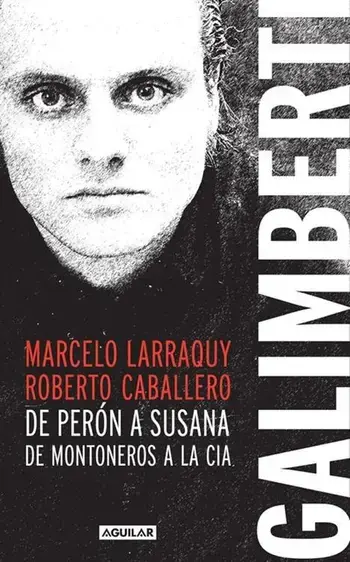 GALIMBERTI
MARCELO LARRAQUY
ROBERTO CABALLERO
DE PERÓN A SUSANA
DE MONTONEROS A LA CIA
AGUILAR